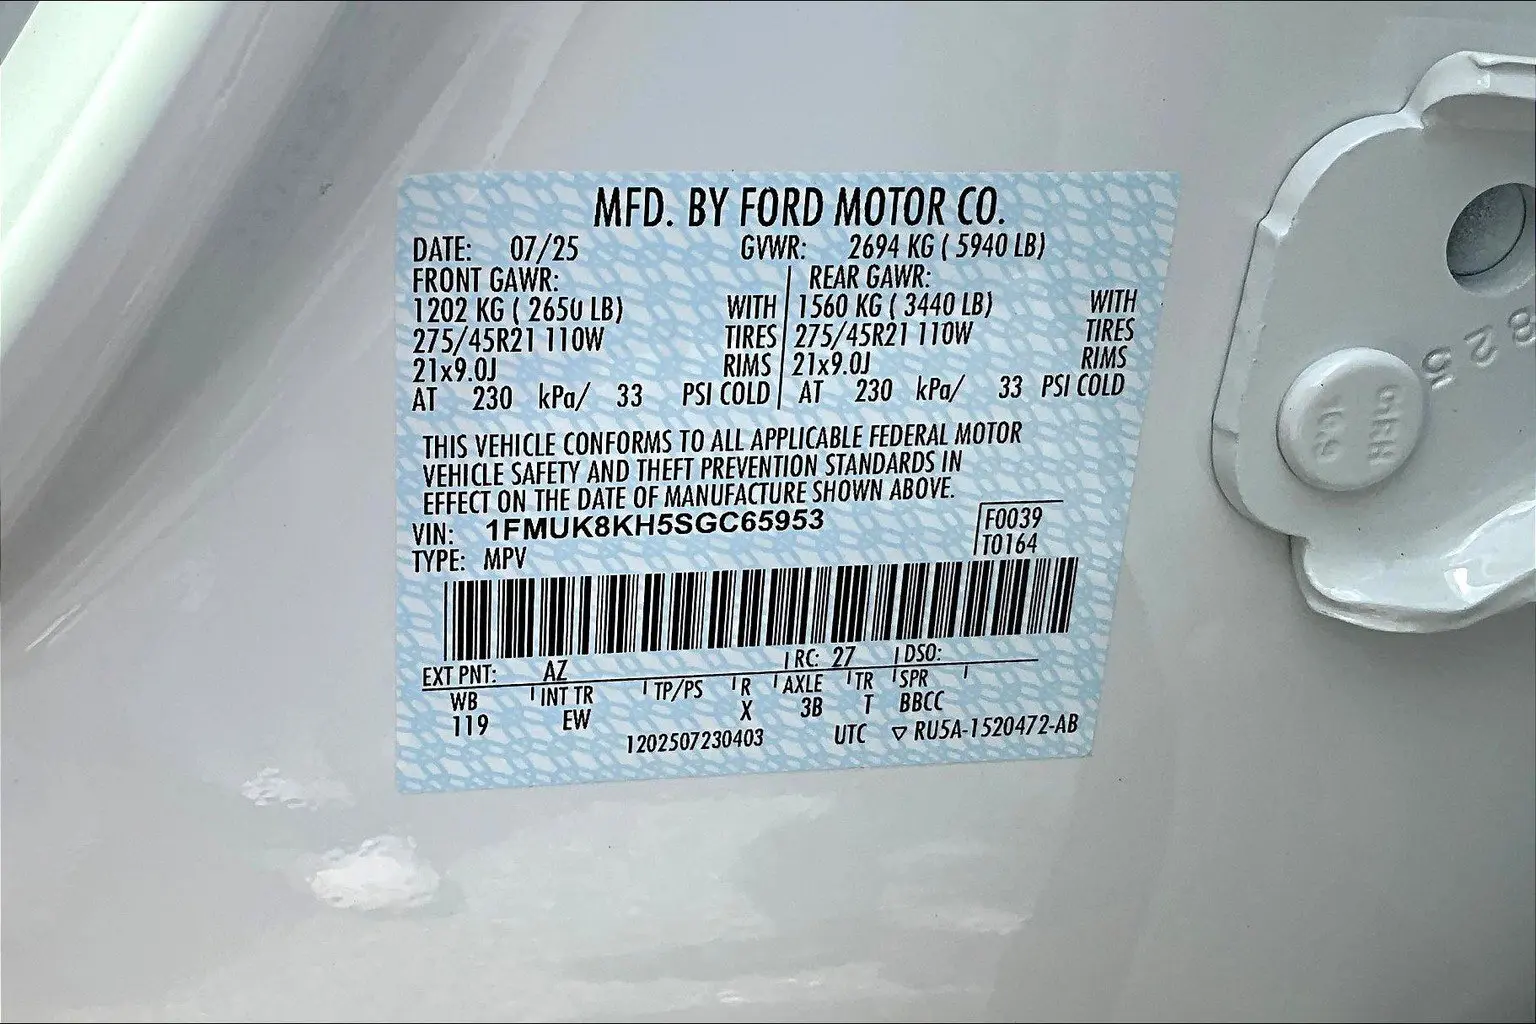 MFD. BY FORD MOTOR CO.
DATE: 07/25 GVWR: 2694 KG ( 5940 LB)
FRONT GAWR: REAR GAWR:
1202 KG ( 2650 LB) WITH 1560 KG ( 3440 LB) WITH
275/45R21 110W TIRES 275/45R21 110W TIRES
21x9.0J RIMS 21x9.0J RIMS
AT 230 kPa/ 33 PSI COLD AT 230 kPa/ 33 PSI COLD
THIS VEHICLE CONFORMS TO ALL APPLICABLE FEDERAL MOTOR
VEHICLE SAFETY AND THEFT PREVENTION STANDARDS IN
EFFECT ON THE DATE OF MANUFACTURE SHOWN ABOVE.
VIN: 1FMUK8KH5SGC65953 F0039
TYPE: MPV T0164
EXT PNT: AZ RC: 27 DSO:
WB INT TR TP/PS R AXLE TR SPR
119 EW X 3B T BBCC
1202507230403 UTC ▽ RU5A-1520472-AB
10.9